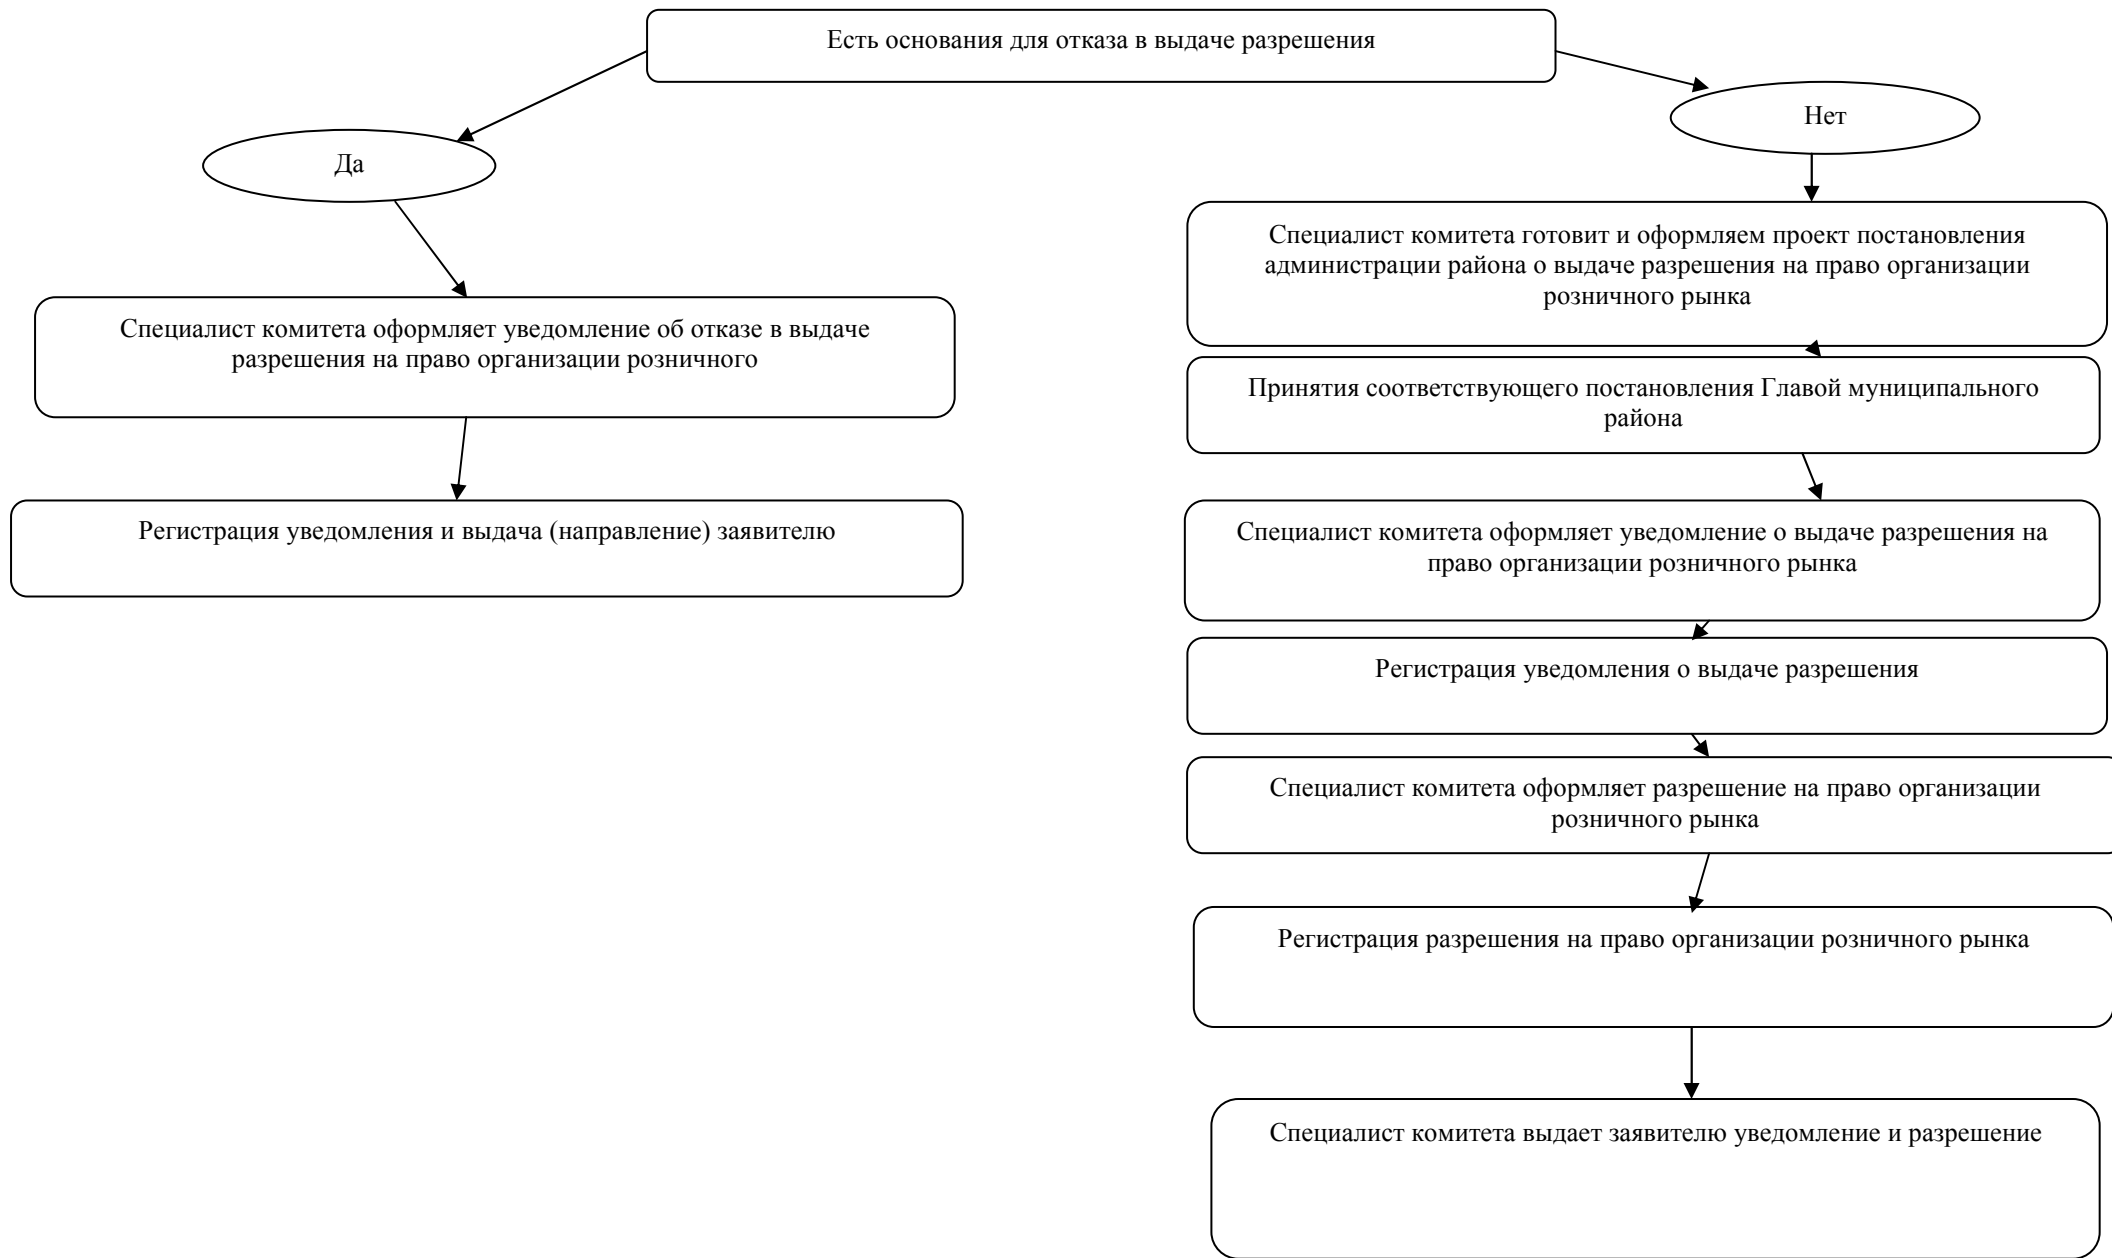 Есть основания для отказа в выдаче разрешения
Да
Специалист комитета оформляет уведомление об отказе в выдаче
разрешения на право организации розничного
Регистрация уведомления и выдача (направление) заявителю
Нет
Специалист комитета готовит и оформляем проект постановления
администрации района о выдаче разрешения на право организации
розничного рынка
Принятия соответствующего постановления Главой муниципального
района
Специалист комитета оформляет уведомление о выдаче разрешения на
право организации розничного рынка
Регистрация уведомления о выдаче разрешения
Специалист комитета оформляет разрешение на право организации
розничного рынка
Регистрация разрешения на право организации розничного рынка
Специалист комитета выдает заявителю уведомление и разрешение